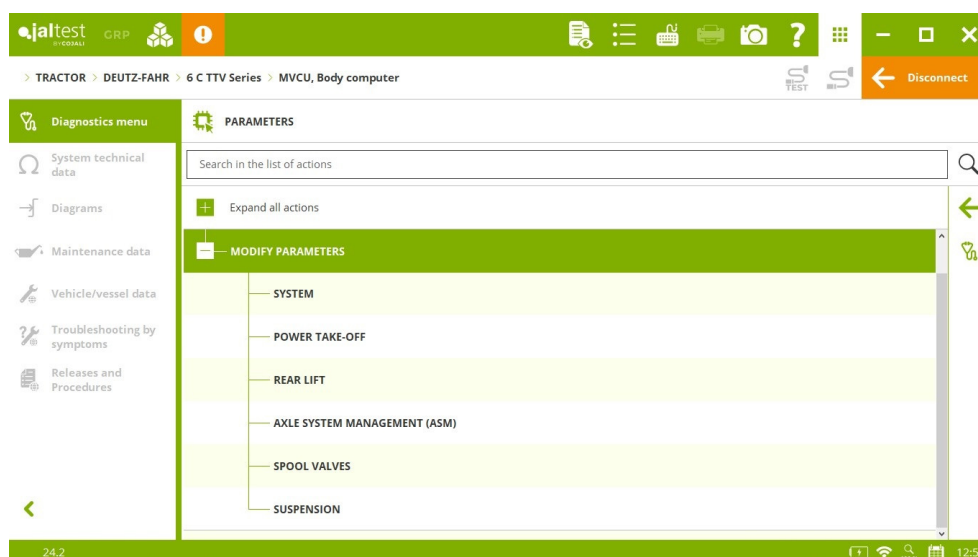 jaltest GRP
BY COJALI
> TRACTOR > DEUTZ-FAHR > 6 C TTV Series > MVCU, Body computer
TEST
Disconnect
Diagnostics menu
PARAMETERS
System technical
data
Search in the list of actions
Diagrams
Expand all actions
Maintenance data
MODIFY PARAMETERS
Vehicle/vessel data
SYSTEM
Troubleshooting by
symptoms
POWER TAKE-OFF
Releases and
Procedures
REAR LIFT
AXLE SYSTEM MANAGEMENT (ASM)
SPOOL VALVES
SUSPENSION
24.2